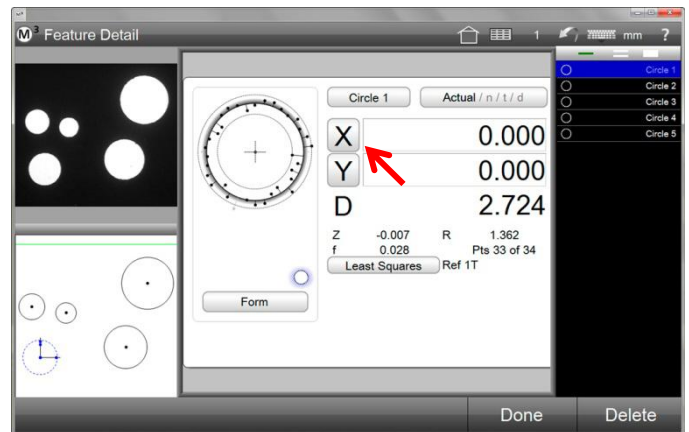 M³ Feature Detail 1 mm ?
Circle 1 Actual / n / t / d
X 0.000
Y 0.000
D 2.724
Z -0.007 R 1.362
f 0.028 Pts 33 of 34
Least Squares Ref 1T
Form
Circle 1
Circle 2
Circle 3
Circle 4
Circle 5
Done Delete